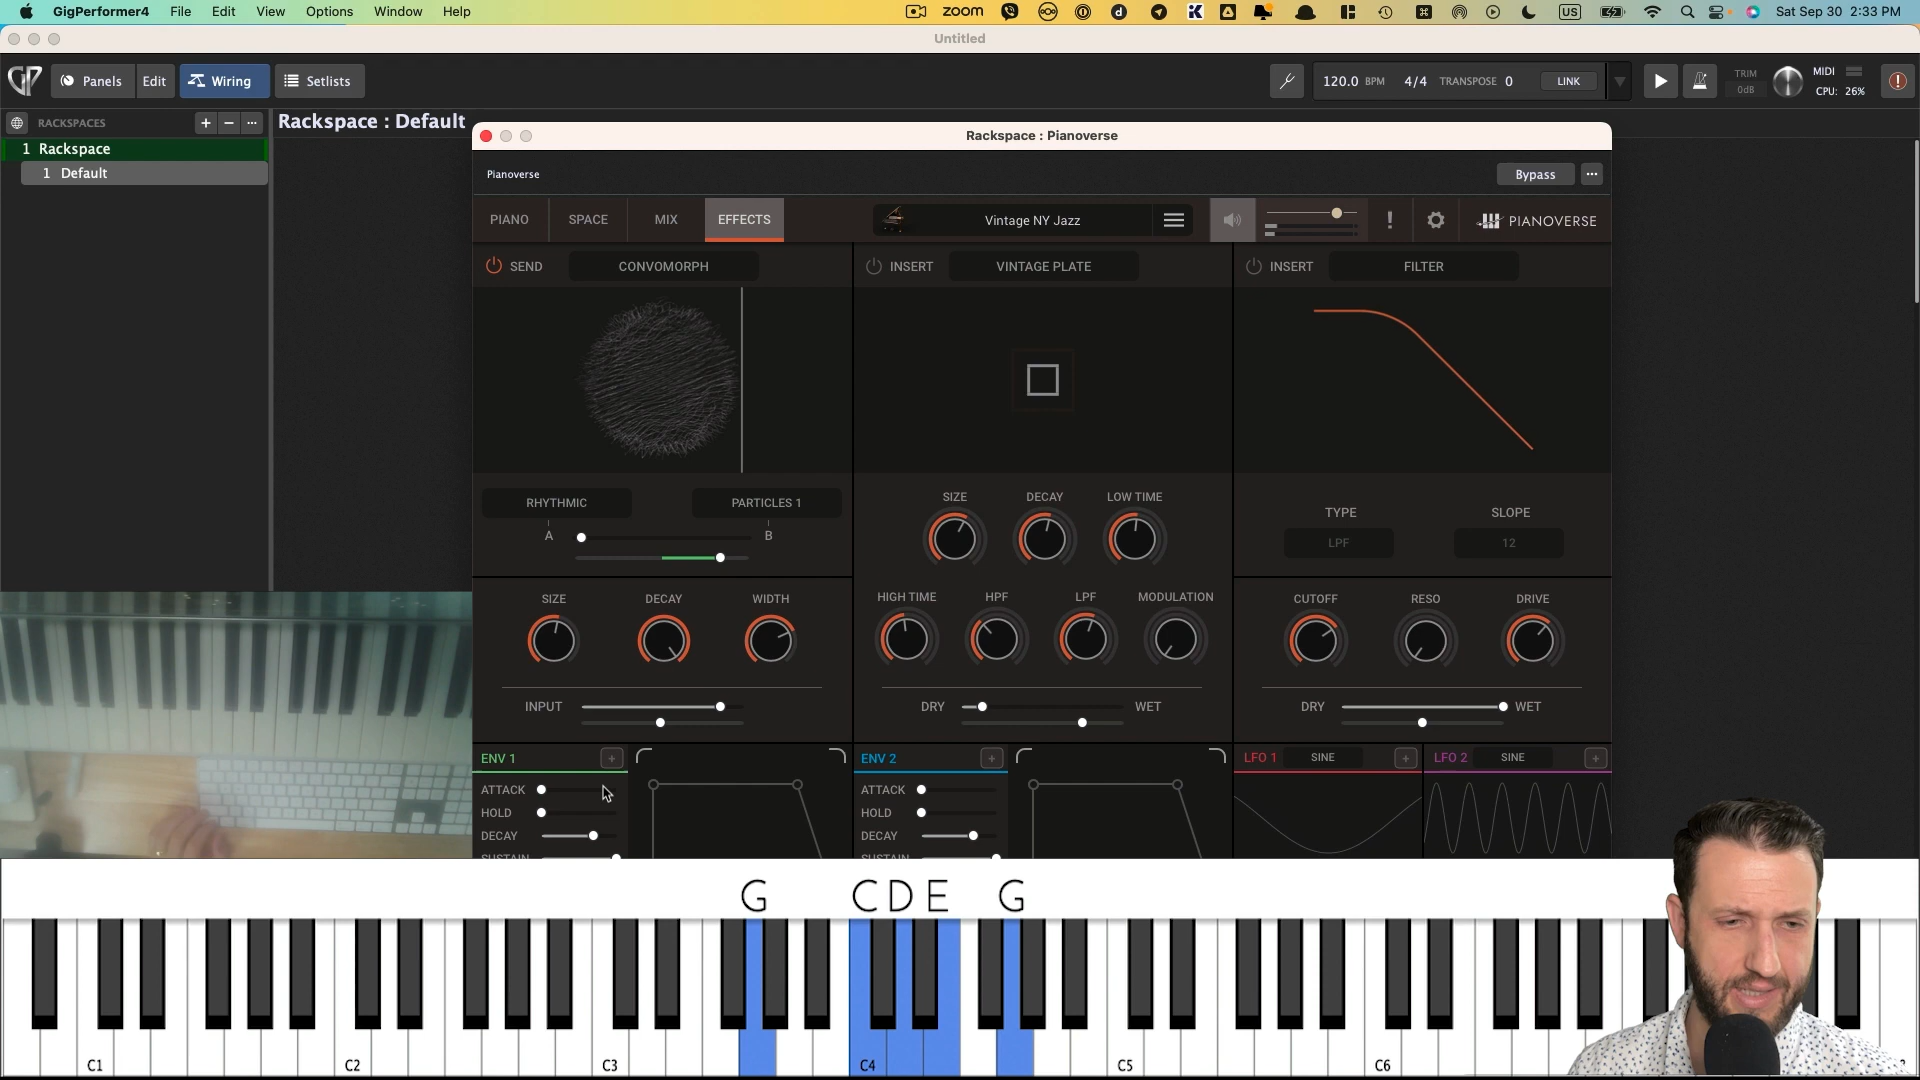 GigPerformer4 File Edit View Options Window Help zoom US Sat Sep 30 2:33 PM
Untitled
Panels Edit Wiring Setlists 120.0 BPM 4/4 TRANSPOSE 0 LINK TRIM 0dB MIDI CPU: 26%
RACKSPACES + − ...
Rackspace : Default
1 Rackspace
1 Default
Rackspace : Pianoverse
Pianoverse Bypass ...
PIANO SPACE MIX EFFECTS Vintage NY Jazz ! PIANOVERSE
SEND CONVOMORPH INSERT VINTAGE PLATE INSERT FILTER
RHYTHMIC PARTICLES 1
A B
SIZE DECAY LOW TIME
TYPE SLOPE
LPF 12
SIZE DECAY WIDTH
HIGH TIME HPF LPF MODULATION
CUTOFF RESO DRIVE
INPUT DRY WET DRY WET
ENV 1 + ENV 2 + LFO 1 SINE + LFO 2 SINE +
ATTACK ATTACK
HOLD HOLD
DECAY DECAY
SUSTAIN SUSTAIN
G C D E G
C1 C2 C3 C4 C5 C6